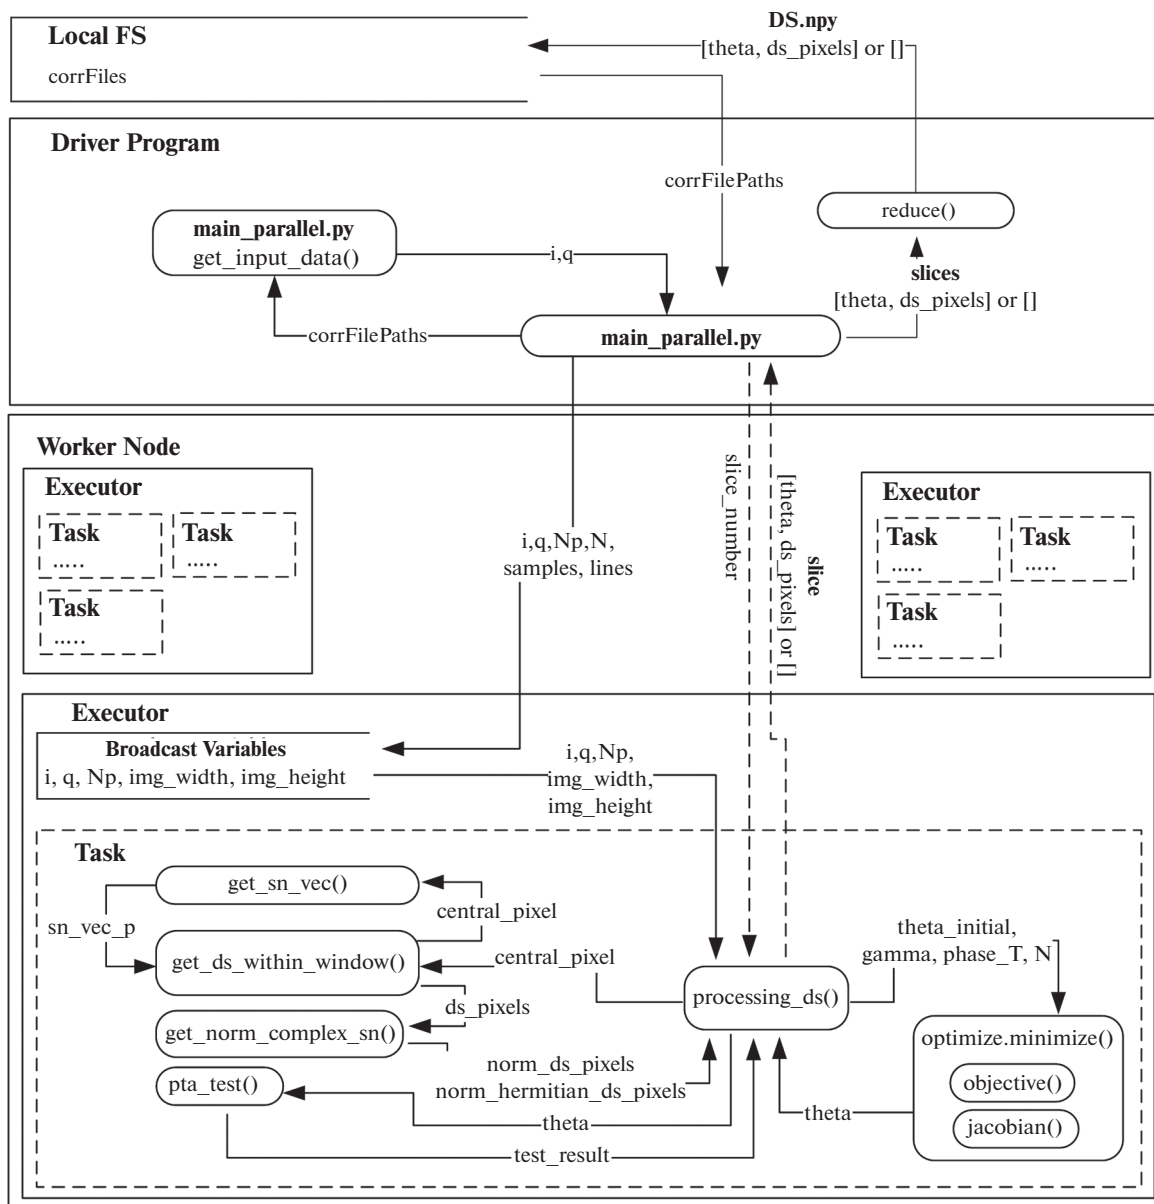 DS.npy
[theta, ds_pixels] or []
Local FS
corrFiles
Driver Program
corrFilePaths
reduce()
main_parallel.py
get_input_data()
i,q
slices
[theta, ds_pixels] or []
corrFilePaths
main_parallel.py
Worker Node
Executor
Task
.....
Task
.....
Task
.....
i,q,Np,N,
samples, lines
slice_number
[theta, ds_pixels] or []
slice
Executor
Task
.....
Task
.....
Task
.....
Executor
Broadcast Variables
i, q, Np, img_width, img_height
i,q,Np,
img_width,
img_height
Task
get_sn_vec()
central_pixel
sn_vec_p
get_ds_within_window()
central_pixel
theta_initial,
gamma, phase_T, N
processing_ds()
ds_pixels
get_norm_complex_sn()
norm_ds_pixels
norm_hermitian_ds_pixels
optimize.minimize()
objective()
jacobian()
pta_test()
theta
theta
test_result